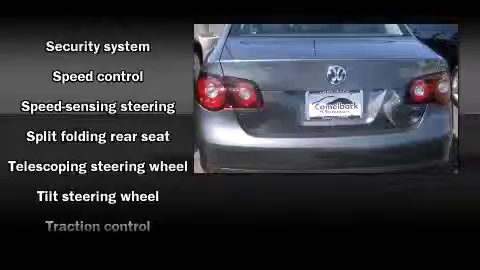 Security system
Speed control
Speed-sensing steering
Split folding rear seat
Telescoping steering wheel
Tilt steering wheel
Traction control
Camelback